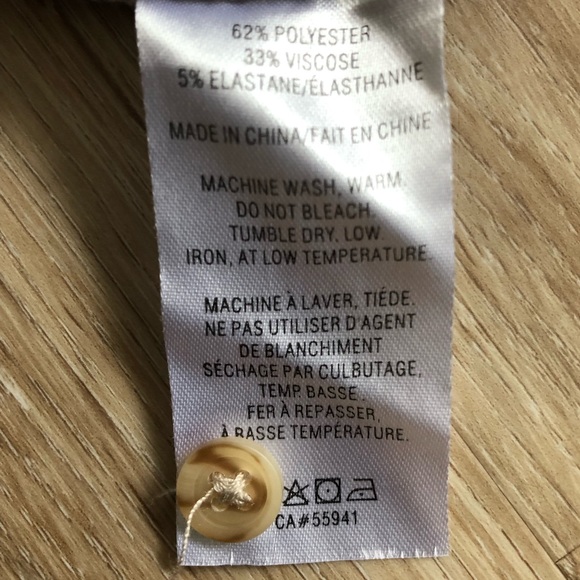 62% POLYESTER
33% VISCOSE
5% ELASTANE/ÉLASTHANNE
MADE IN CHINA/FAIT EN CHINE
MACHINE WASH, WARM.
DO NOT BLEACH.
TUMBLE DRY, LOW.
IRON, AT LOW TEMPERATURE.
MACHINE À LAVER, TIÉDE.
NE PAS UTILISER D'AGENT
DE BLANCHIMENT
SÉCHAGE PAR CULBUTAGE,
TEMP. BASSE.
FER À REPASSER,
À BASSE TEMPÉRATURE.
CA#55941